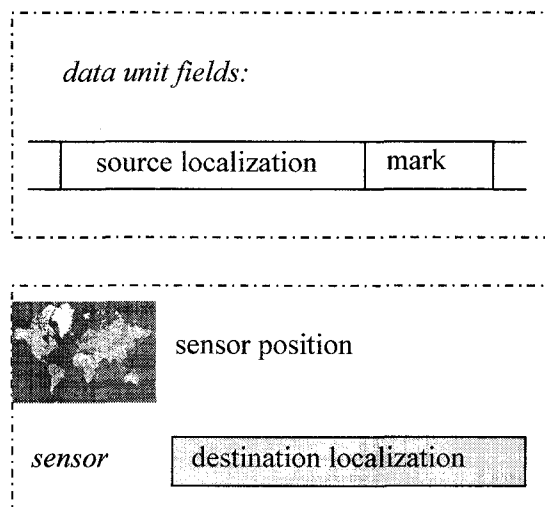 data unit fields:
source localization mark
sensor position
sensor destination localization